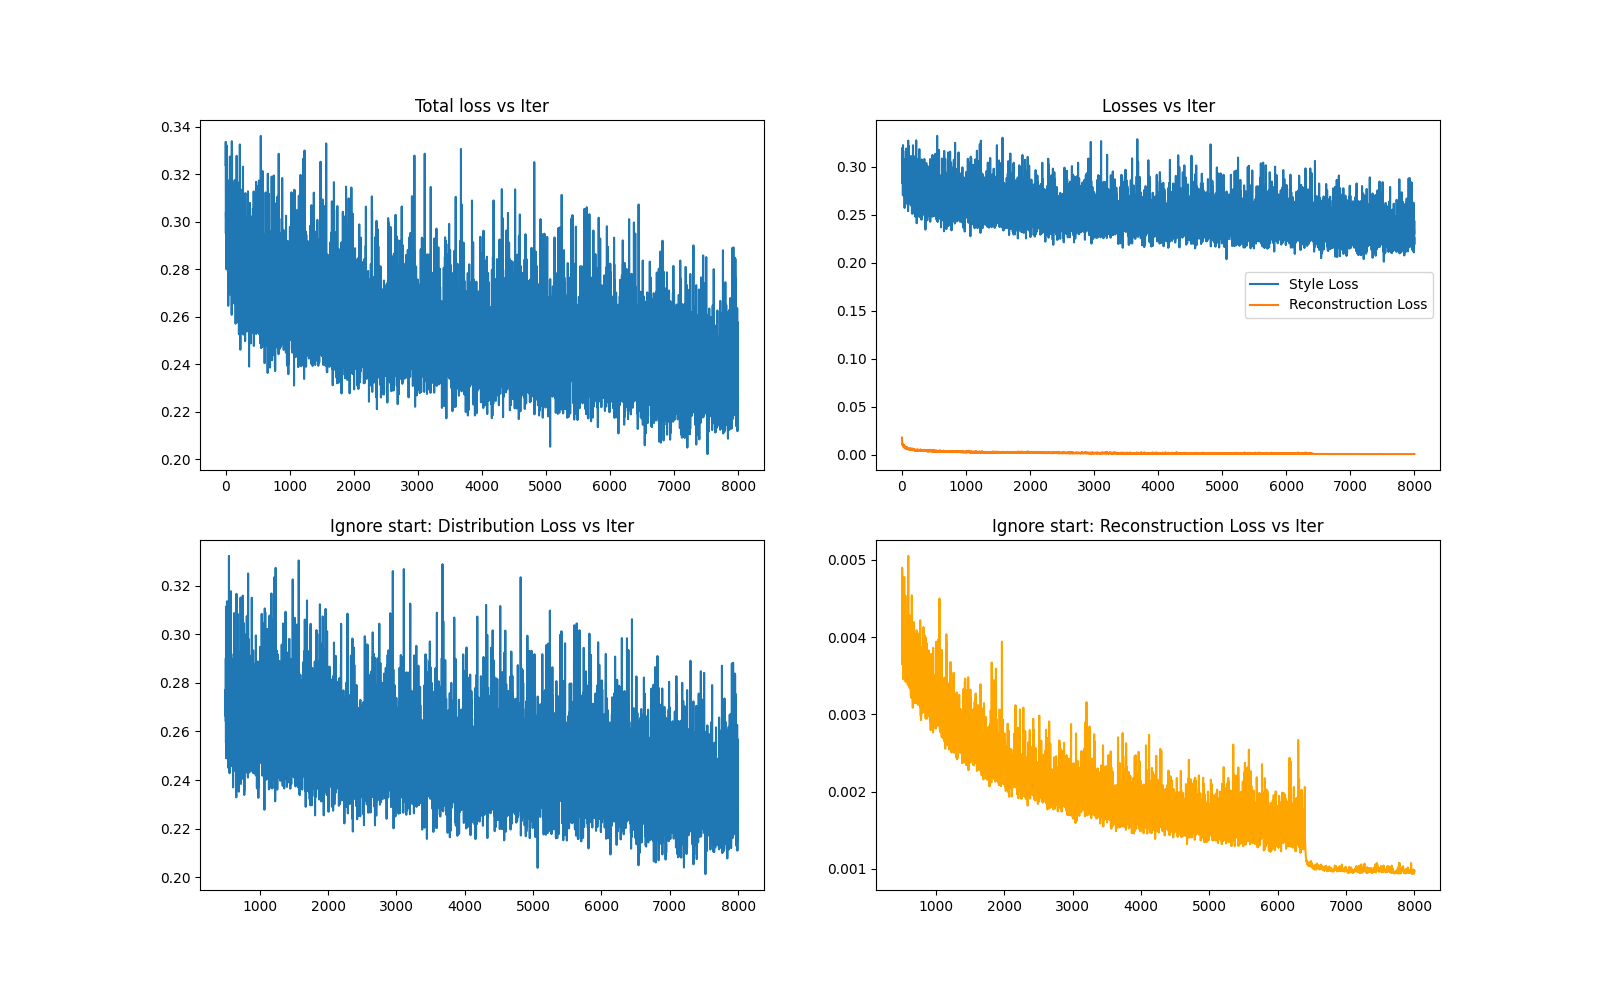 Total loss vs Iter
0.34
0.32
0.30
0.28
0.26
0.24
0.22
0.20
0 1000 2000 3000 4000 5000 6000 7000 8000
Losses vs Iter
0.30
0.25
0.20
0.15
0.10
0.05
0.00
Style Loss
Reconstruction Loss
0 1000 2000 3000 4000 5000 6000 7000 8000
Ignore start: Distribution Loss vs Iter
0.32
0.30
0.28
0.26
0.24
0.22
0.20
1000 2000 3000 4000 5000 6000 7000 8000
Ignore start: Reconstruction Loss vs Iter
0.005
0.004
0.003
0.002
0.001
1000 2000 3000 4000 5000 6000 7000 8000